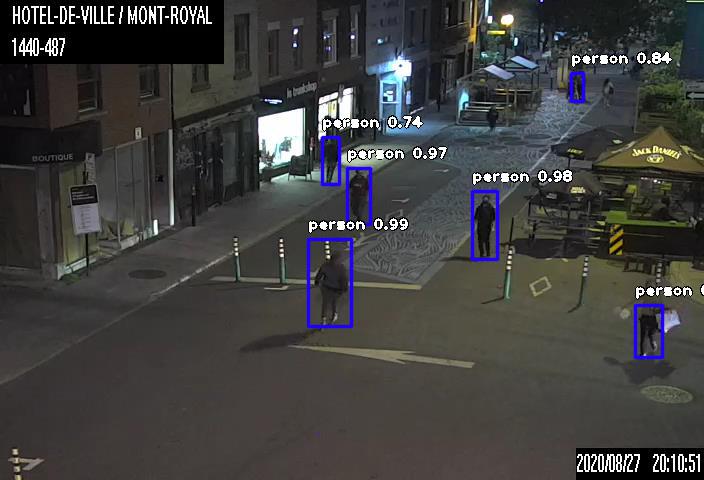 HOTEL-DE-VILLE / MONT-ROYAL
1440-487
person 0.84
person 0.74
person 0.97
person 0.98
person 0.99
person
BOUTIQUE
JACK DANIEL'S
2020/08/27 20:10:51